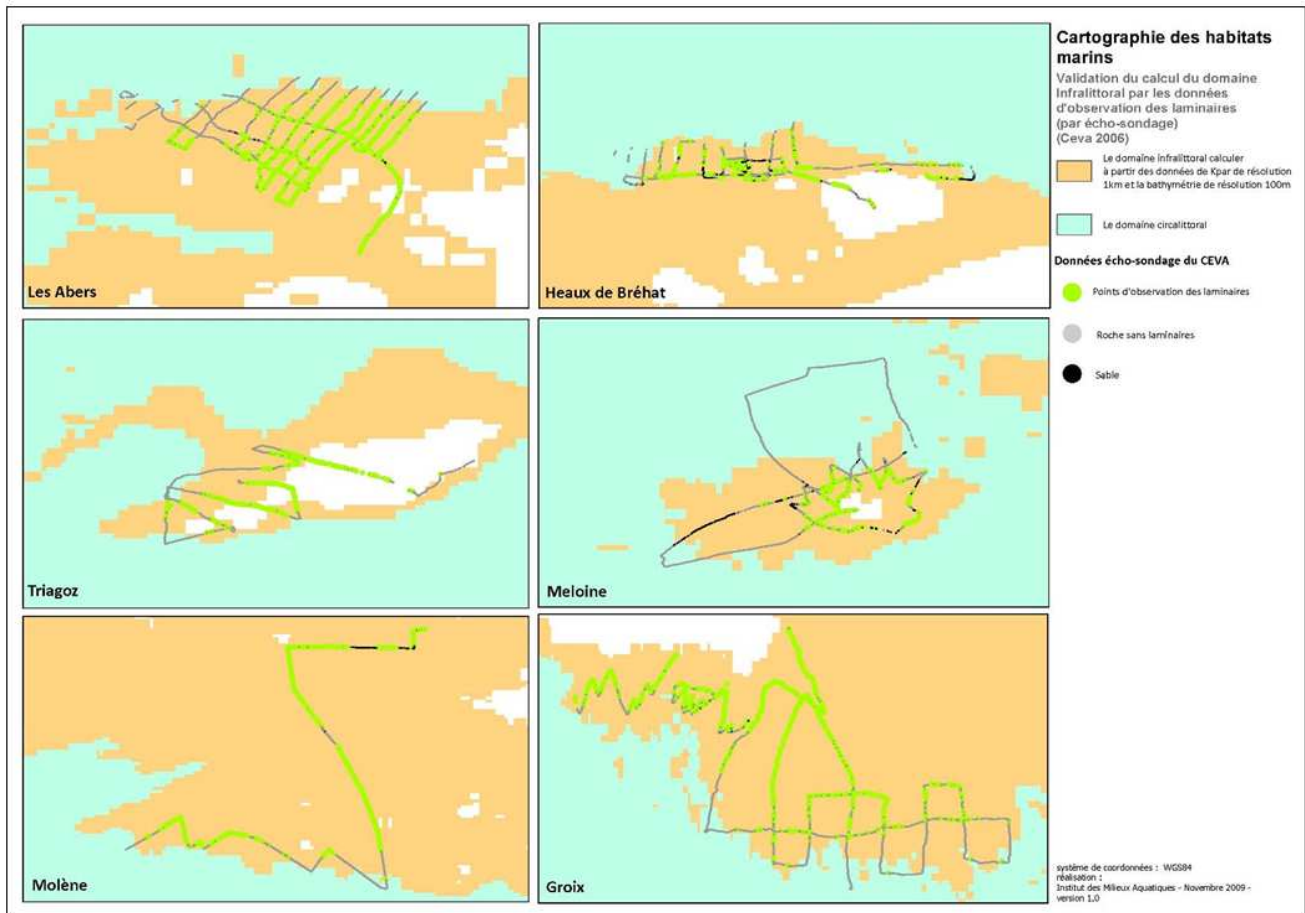 Cartographie des habitats
marins
Validation du calcul du domaine
Infralittoral par les données
d'observation des laminaires
(par écho-sondage)
(Ceva 2006)
Le domaine infralittoral calculer
à partir des données de Kpar de résolution
1km et la bathymétrie de résolution 100m
Le domaine circalittoral
Données écho-sondage du CEVA
Points d'observation des laminaires
Roche sans laminaires
Sable
Les Abers
Heaux de Bréhat
Triagoz
Meloine
Molène
Groix
système de coordonnées : WGS84
réalisation :
Institut des Milieux Aquatiques - Novembre 2009 -
version 1,0